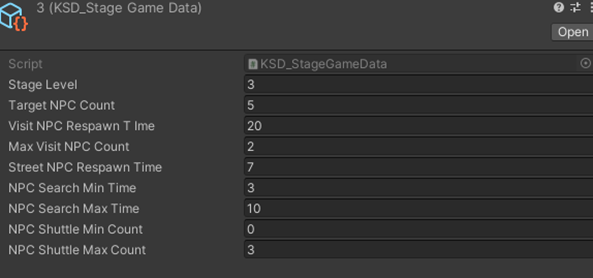 3 (KSD_Stage Game Data)
Open
Script KSD_StageGameData
Stage Level 3
Target NPC Count 5
Visit NPC Respawn T Ime 20
Max Visit NPC Count 2
Street NPC Respawn Time 7
NPC Search Min Time 3
NPC Search Max Time 10
NPC Shuttle Min Count 0
NPC Shuttle Max Count 3